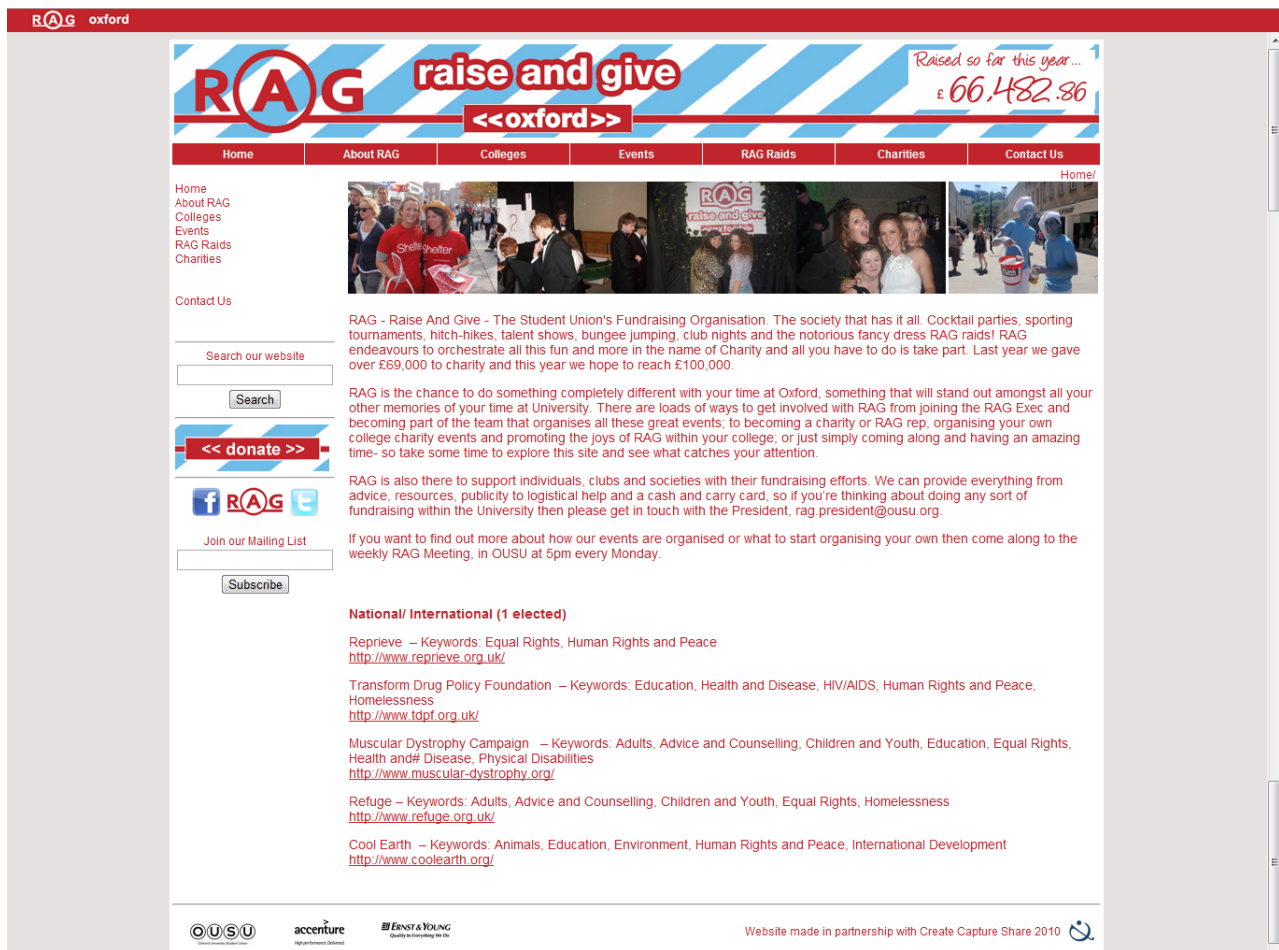 RAG oxford
RAG
raise and give
<<oxford>>
Raised so far this year...
£ 66,482.86
Home About RAG Colleges Events RAG Raids Charities Contact Us
Home/
Home
About RAG
Colleges
Events
RAG Raids
Charities
Contact Us
Search our website
Search
<< donate >>
RAG
Join our Mailing List
Subscribe
Shelter
Shelter
RAG
raise and give
<<oxford>>
RAG - Raise And Give - The Student Union's Fundraising Organisation. The society that has it all. Cocktail parties, sporting
tournaments, hitch-hikes, talent shows, bungee jumping, club nights and the notorious fancy dress RAG raids! RAG
endeavours to orchestrate all this fun and more in the name of Charity and all you have to do is take part. Last year we gave
over £69,000 to charity and this year we hope to reach £100,000.
RAG is the chance to do something completely different with your time at Oxford, something that will stand out amongst all your
other memories of your time at University. There are loads of ways to get involved with RAG from joining the RAG Exec and
becoming part of the team that organises all these great events; to becoming a charity or RAG rep, organising your own
college charity events and promoting the joys of RAG within your college; or just simply coming along and having an amazing
time- so take some time to explore this site and see what catches your attention.
RAG is also there to support individuals, clubs and societies with their fundraising efforts. We can provide everything from
advice, resources, publicity to logistical help and a cash and carry card, so if you're thinking about doing any sort of
fundraising within the University then please get in touch with the President, rag.president@ousu.org.
If you want to find out more about how our events are organised or what to start organising your own then come along to the
weekly RAG Meeting, in OUSU at 5pm every Monday.
National/ International (1 elected)
Reprieve – Keywords: Equal Rights, Human Rights and Peace
http://www.reprieve.org.uk/
Transform Drug Policy Foundation – Keywords: Education, Health and Disease, HIV/AIDS, Human Rights and Peace,
Homelessness
http://www.tdpf.org.uk/
Muscular Dystrophy Campaign – Keywords: Adults, Advice and Counselling, Children and Youth, Education, Equal Rights,
Health and# Disease, Physical Disabilities
http://www.muscular-dystrophy.org/
Refuge – Keywords: Adults, Advice and Counselling, Children and Youth, Equal Rights, Homelessness
http://www.refuge.org.uk/
Cool Earth – Keywords: Animals, Education, Environment, Human Rights and Peace, International Development
http://www.coolearth.org/
OUSU
Oxford University Student Union
accenture
High performance. Delivered.
ERNST & YOUNG
Quality In Everything We Do
Website made in partnership with Create Capture Share 2010